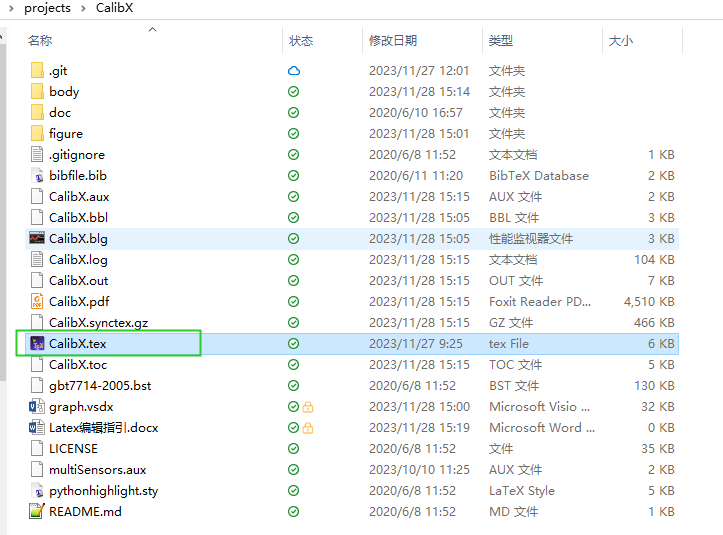 projects > CalibX
名称 状态 修改日期 类型 大小
.git 2023/11/27 12:01 文件夹
body 2023/11/28 15:14 文件夹
doc 2020/6/10 16:57 文件夹
figure 2023/11/28 15:01 文件夹
.gitignore 2020/6/8 11:52 文本文档 1 KB
bibfile.bib 2020/6/11 11:20 BibTeX Database 2 KB
CalibX.aux 2023/11/28 15:15 AUX 文件 2 KB
CalibX.bbl 2023/11/28 15:05 BBL 文件 3 KB
CalibX.blg 2023/11/28 15:05 性能监视器文件 3 KB
CalibX.log 2023/11/28 15:15 文本文档 104 KB
CalibX.out 2023/11/28 15:15 OUT 文件 7 KB
CalibX.pdf 2023/11/28 15:15 Foxit Reader PD... 4,510 KB
CalibX.synctex.gz 2023/11/28 15:15 GZ 文件 466 KB
CalibX.tex 2023/11/27 9:25 tex File 6 KB
CalibX.toc 2023/11/28 15:15 TOC 文件 5 KB
gbt7714-2005.bst 2020/6/8 11:52 BST 文件 130 KB
graph.vsdx 2023/11/28 15:00 Microsoft Visio ... 32 KB
Latex编辑指引.docx 2023/11/28 15:19 Microsoft Word ... 0 KB
LICENSE 2020/6/8 11:52 文件 35 KB
multiSensors.aux 2023/10/10 11:25 AUX 文件 2 KB
pythonhighlight.sty 2020/6/8 11:52 LaTeX Style 5 KB
README.md 2020/6/8 11:52 MD 文件 1 KB